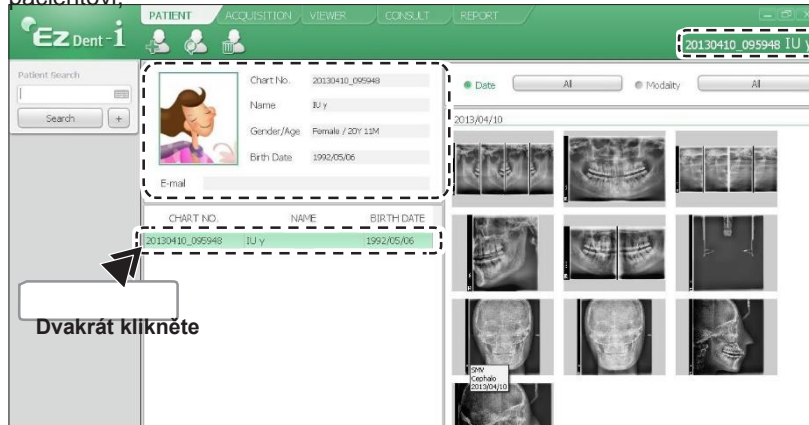 pacientovi,
Ez Dent-i
PATIENT ACQUISITION VIEWER CONSULT REPORT
20130410_095948 IU y
Patient Search
Search +
Chart No. 20130410_095948
Name IU y
Gender/Age Female / 20Y 11M
Birth Date 1992/05/06
E-mail
Date All Modality All
2013/04/10
CHART NO. NAME BIRTH DATE
20130410_095948 IU y 1992/05/06
Dvakrát klikněte
SMV
Cephalo
2013/04/10